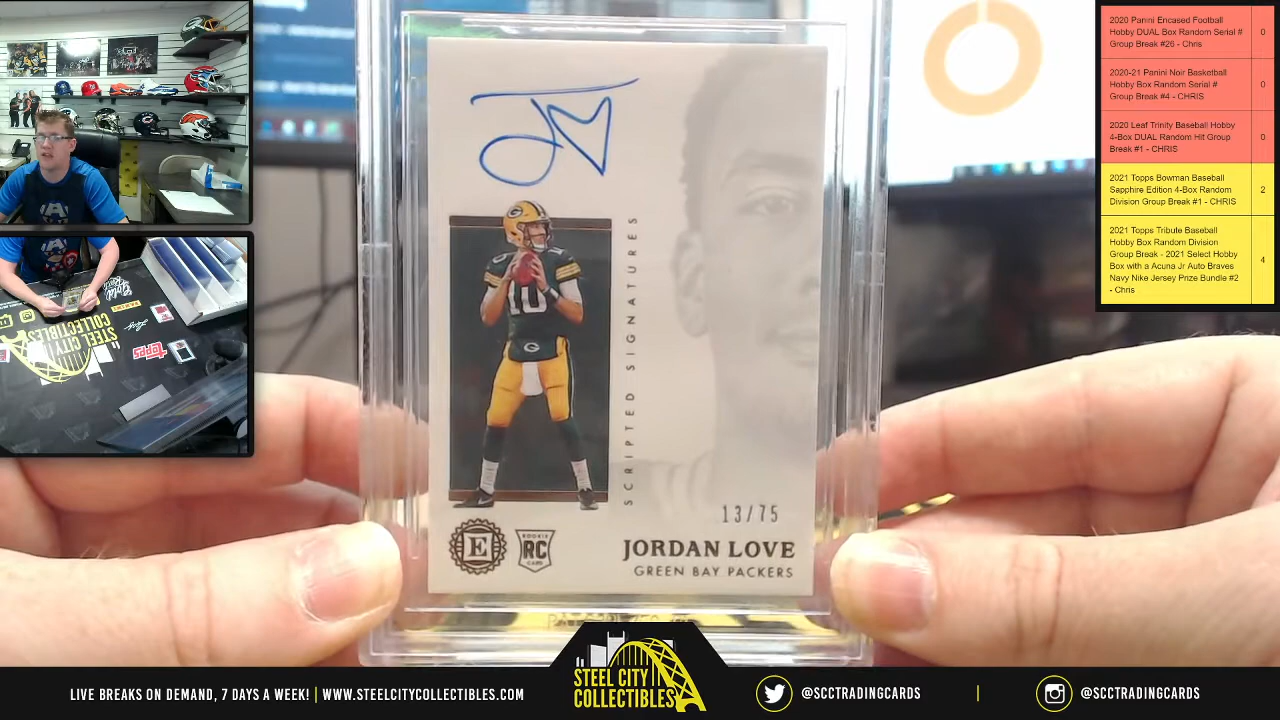 2020 Panini Encased Football
Hobby DUAL Box Random Serial #
Group Break #26 - Chris
0
2020-21 Panini Noir Basketball
Hobby Box Random Serial #
Group Break #4 - CHRIS
0
2020 Leaf Trinity Baseball Hobby
4-Box DUAL Random Hit Group
Break #1 - CHRIS
0
2021 Topps Bowman Baseball
Sapphire Edition 4-Box Random
Division Group Break #1 - CHRIS
2
2021 Topps Tribute Baseball
Hobby Box Random Division
Group Break - 2021 Select Hobby
Box with a Acuna Jr Auto Braves
Navy Nike Jersey Prize Bundle #2
- Chris
4
10
SCRIPTED SIGNATURES
13/75
E
ROOKIE
RC
CARD
JORDAN LOVE
GREEN BAY PACKERS
STEEL CITY
COLLECTIBLES
topps
LIVE BREAKS ON DEMAND, 7 DAYS A WEEK! | WWW.STEELCITYCOLLECTIBLES.COM
STEEL CITY
COLLECTIBLES
@SCCTRADINGCARDS
@SCCTRADINGCARDS